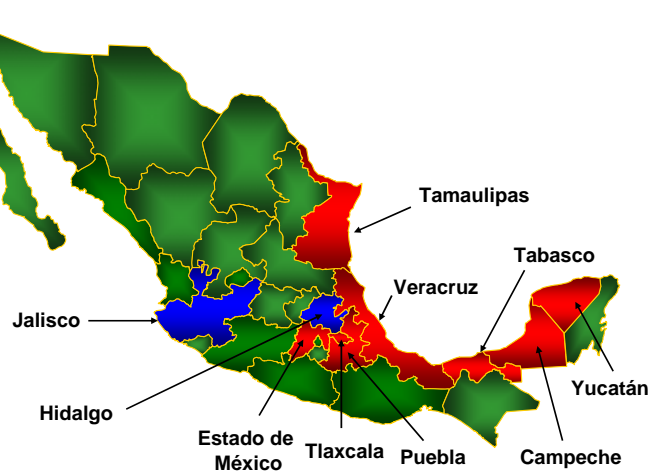 Tamaulipas
Tabasco
Veracruz
Jalisco
Yucatán
Hidalgo
Estado de
México
Tlaxcala
Puebla
Campeche